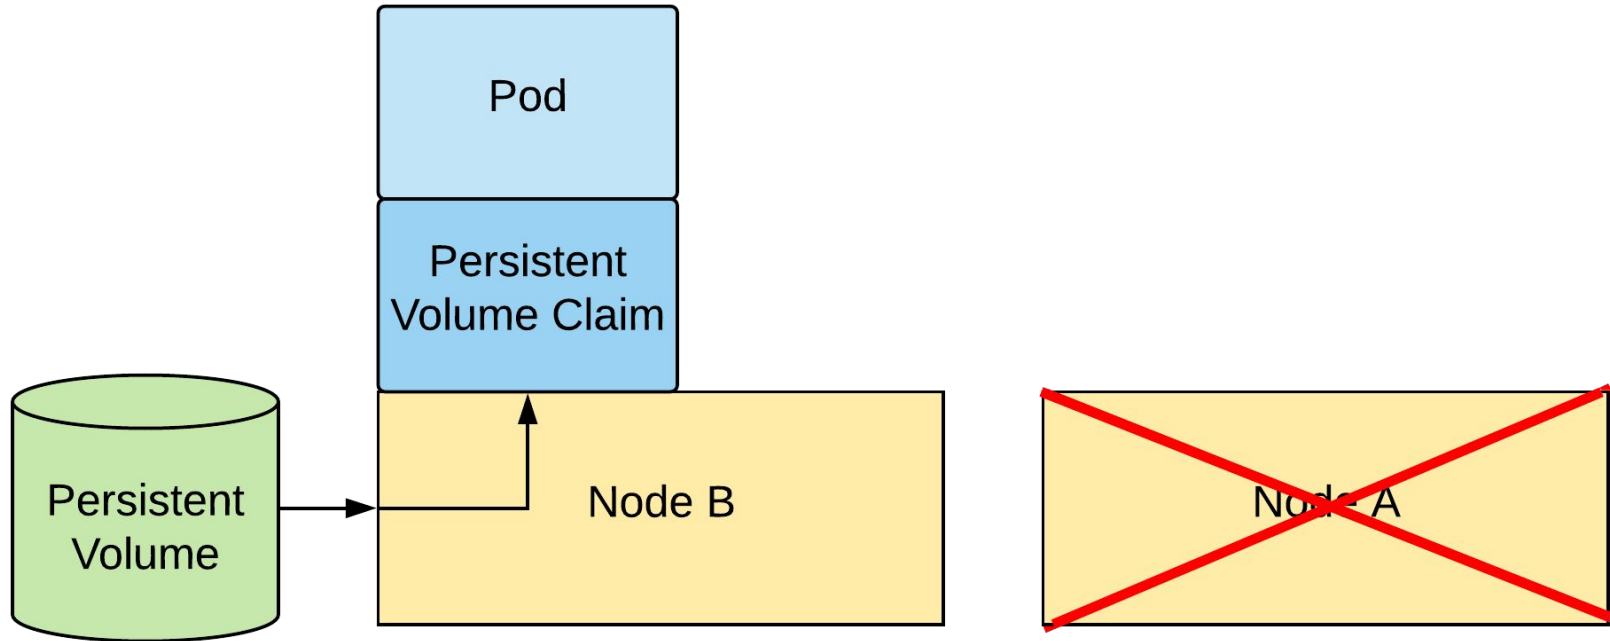 Pod
Persistent
Volume Claim
Persistent
Volume
Node B
Node A